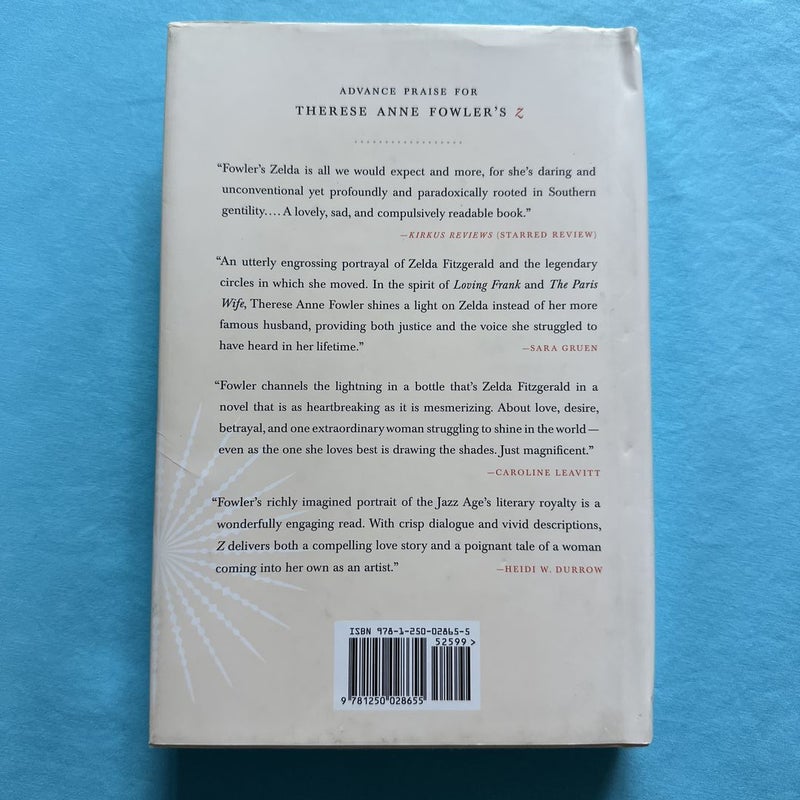 ADVANCE PRAISE FOR
THERESE ANNE FOWLER'S Z
“Fowler's Zelda is all we would expect and more, for she's daring and
unconventional yet profoundly and paradoxically rooted in Southern
gentility.... A lovely, sad, and compulsively readable book.”
—KIRKUS REVIEWS (STARRED REVIEW)
“An utterly engrossing portrayal of Zelda Fitzgerald and the legendary
circles in which she moved. In the spirit of Loving Frank and The Paris
Wife, Therese Anne Fowler shines a light on Zelda instead of her more
famous husband, providing both justice and the voice she struggled to
have heard in her lifetime.” —SARA GRUEN
“Fowler channels the lightning in a bottle that's Zelda Fitzgerald in a
novel that is as heartbreaking as it is mesmerizing. About love, desire,
betrayal, and one extraordinary woman struggling to shine in the world—
even as the one she loves best is drawing the shades. Just magnificent.”
—CAROLINE LEAVITT
“Fowler's richly imagined portrait of the Jazz Age's literary royalty is a
wonderfully engaging read. With crisp dialogue and vivid descriptions,
Z delivers both a compelling love story and a poignant tale of a woman
coming into her own as an artist.” —HEIDI W. DURROW
ISBN 978-1-250-02865-5
52599>
9 781250 028655